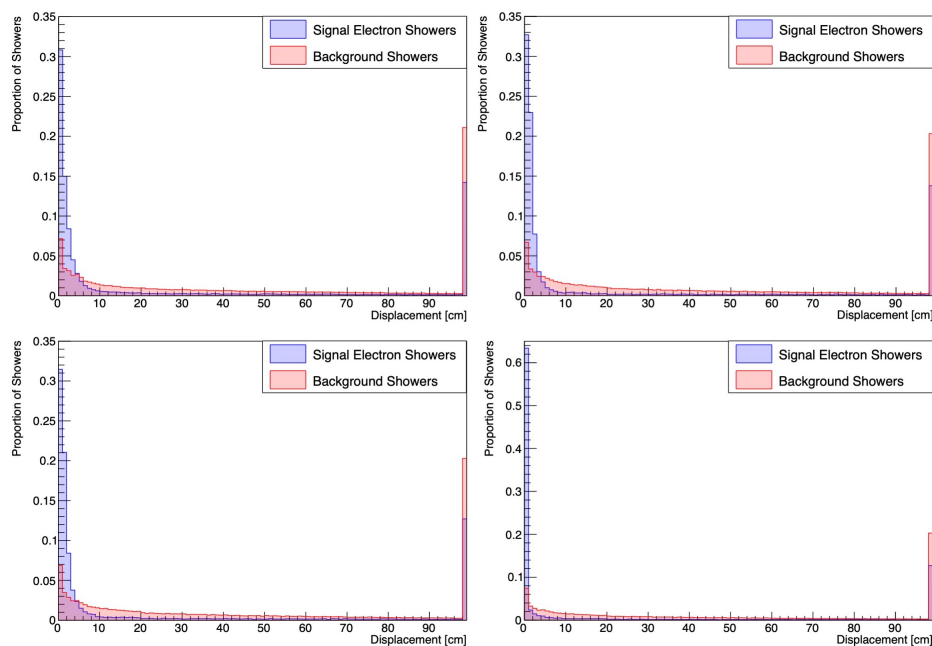 Proportion of Showers
0.35
0.3
0.25
0.2
0.15
0.1
0.05
0
Signal Electron Showers
Background Showers
0 10 20 30 40 50 60 70 80 90
Displacement [cm]
Proportion of Showers
0.35
0.3
0.25
0.2
0.15
0.1
0.05
0
Signal Electron Showers
Background Showers
0 10 20 30 40 50 60 70 80 90
Displacement [cm]
Proportion of Showers
0.35
0.3
0.25
0.2
0.15
0.1
0.05
0
Signal Electron Showers
Background Showers
0 10 20 30 40 50 60 70 80 90
Displacement [cm]
Proportion of Showers
0.6
0.5
0.4
0.3
0.2
0.1
0
Signal Electron Showers
Background Showers
0 10 20 30 40 50 60 70 80 90
Displacement [cm]